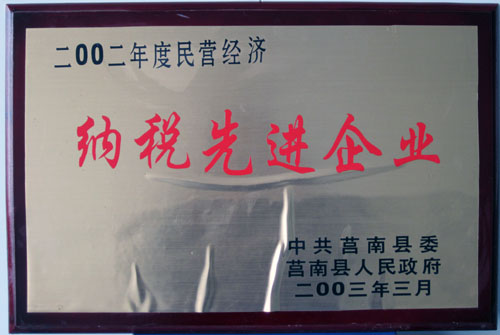 二00二年度民营经济
纳税先进企业
中共莒南县委
莒南县人民政府
二00三年三月